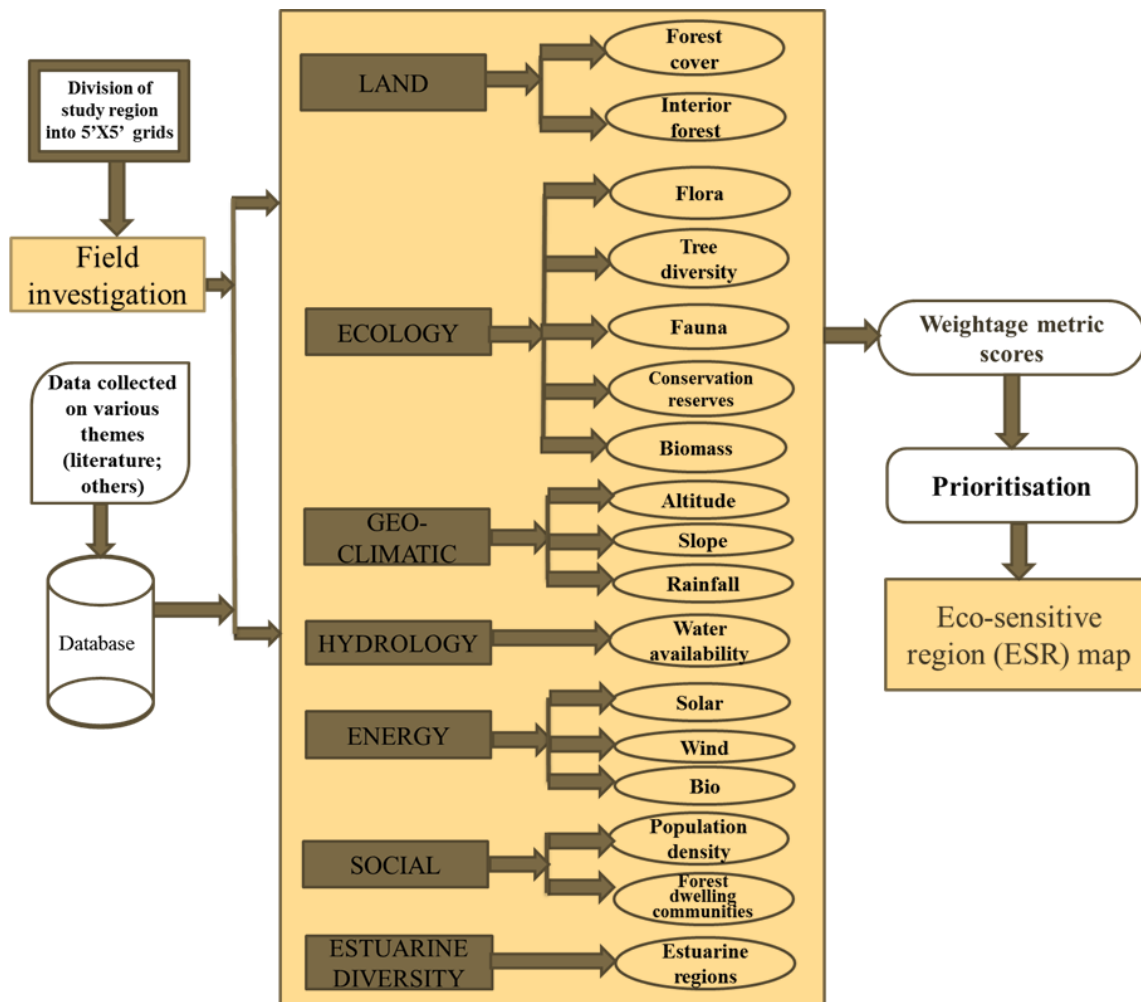 Division of
study region
into 5’X5’ grids
Field
investigation
Data collected
on various
themes
(literature;
others)
Database
LAND
Forest
cover
Interior
forest
ECOLOGY
Flora
Tree
diversity
Fauna
Conservation
reserves
Biomass
GEO-
CLIMATIC
Altitude
Slope
Rainfall
HYDROLOGY
Water
availability
ENERGY
Solar
Wind
Bio
SOCIAL
Population
density
Forest
dwelling
communities
ESTUARINE
DIVERSITY
Estuarine
regions
Weightage metric
scores
Prioritisation
Eco-sensitive
region (ESR) map